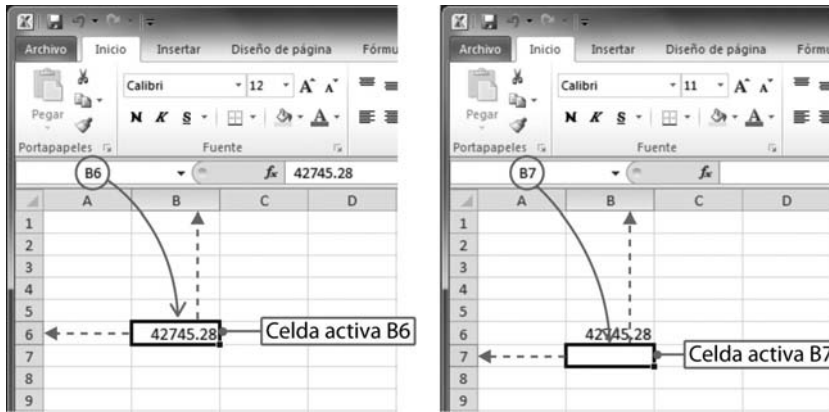 Archivo Inicio Insertar Diseño de página Fórmu
Calibri 12 A A
Pegar N K S A
Portapapeles Fuente
B6 fx 42745.28
A B C D
1
2
3
4
5
6 42745.28 Celda activa B6
7
8
9
Archivo Inicio Insertar Diseño de página Fórmu
Calibri 11 A A
Pegar N K S A
Portapapeles Fuente
B7 fx
A B C D
1
2
3
4
5
6 42745.28
7 Celda activa B7
8
9